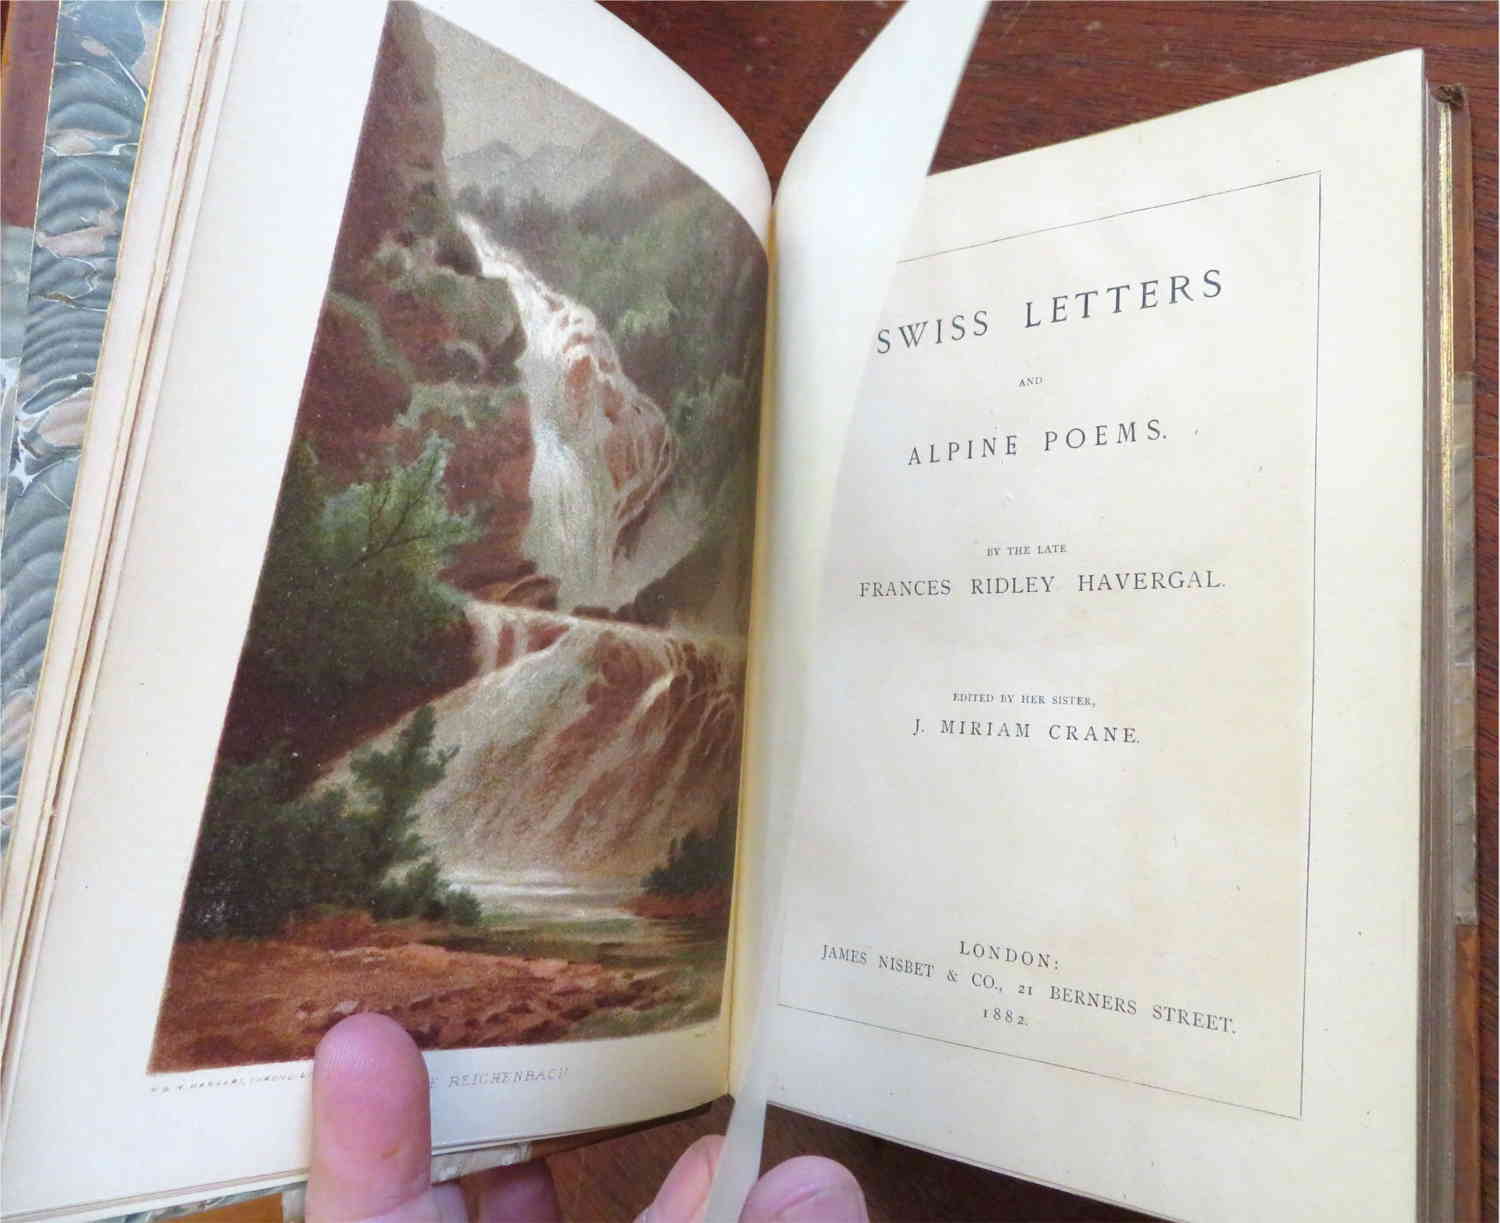 REICHENBACH
SWISS LETTERS
AND
ALPINE POEMS.
BY THE LATE
FRANCES RIDLEY HAVERGAL.
EDITED BY HER SISTER,
J. MIRIAM CRANE.
LONDON:
JAMES NISBET & CO., 21 BERNERS STREET.
1882.